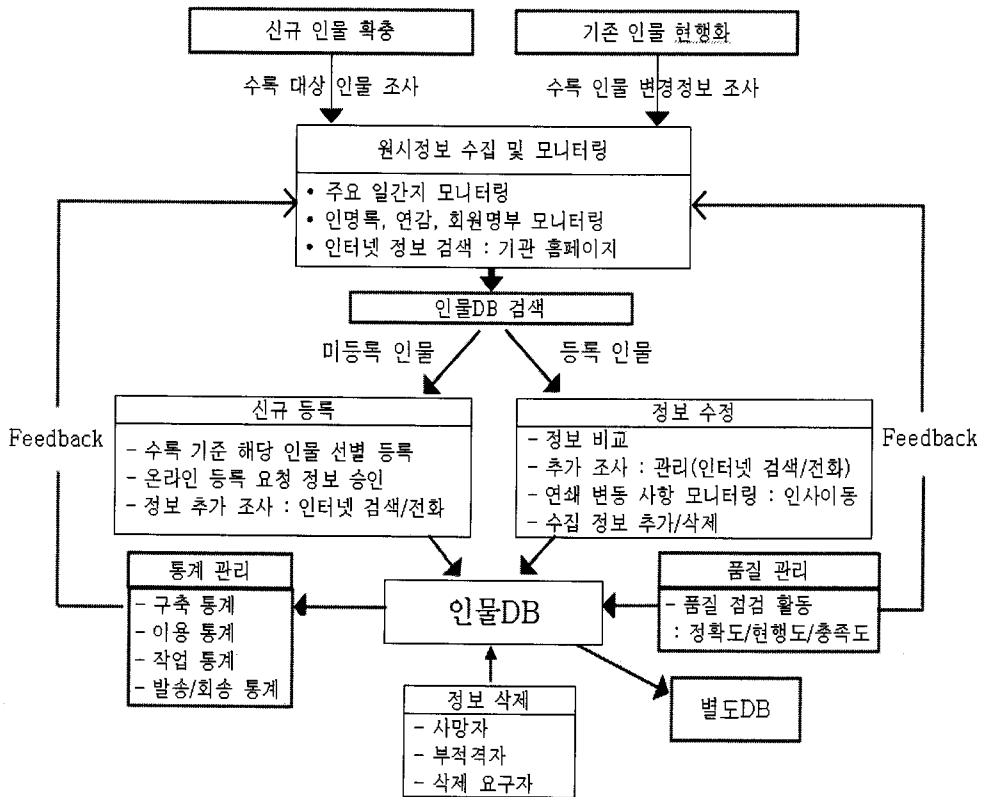 신규 인물 확충
기존 인물 현행화
수록 대상 인물 조사
수록 인물 변경정보 조사
원시정보 수집 및 모니터링
• 주요 일간지 모니터링
• 인명록, 연감, 회원명부 모니터링
• 인터넷 정보 검색 : 기관 홈페이지
인물DB 검색
미등록 인물
등록 인물
신규 등록
- 수록 기준 해당 인물 선별 등록
- 온라인 등록 요청 정보 승인
- 정보 추가 조사 : 인터넷 검색/전화
정보 수정
- 정보 비교
- 추가 조사 : 관리(인터넷 검색/전화)
- 연쇄 변동 사항 모니터링 : 인사이동
- 수집 정보 추가/삭제
Feedback
Feedback
통계 관리
- 구축 통계
- 이용 통계
- 작업 통계
- 발송/회송 통계
인물DB
품질 관리
- 품질 점검 활동
: 정확도/현행도/충족도
정보 삭제
- 사망자
- 부적격자
- 삭제 요구자
별도DB